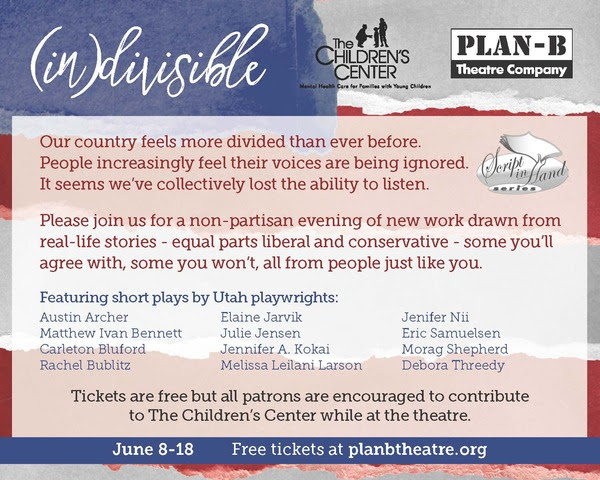 (in)divisible
The
CHILDREN'S
CENTER
Mental Health Care for Families with Young Children
PLAN-B
Theatre Company
Our country feels more divided than ever before.
People increasingly feel their voices are being ignored.
It seems we've collectively lost the ability to listen.
Script in Hand
series
Please join us for a non-partisan evening of new work drawn from
real-life stories - equal parts liberal and conservative - some you'll
agree with, some you won't, all from people just like you.
Featuring short plays by Utah playwrights:
Austin Archer
Matthew Ivan Bennett
Carleton Bluford
Rachel Bublitz
Elaine Jarvik
Julie Jensen
Jennifer A. Kokai
Melissa Leilani Larson
Jenifer Nii
Eric Samuelsen
Morag Shepherd
Debora Threedy
Tickets are free but all patrons are encouraged to contribute
to The Children's Center while at the theatre.
June 8-18 Free tickets at planbtheatre.org